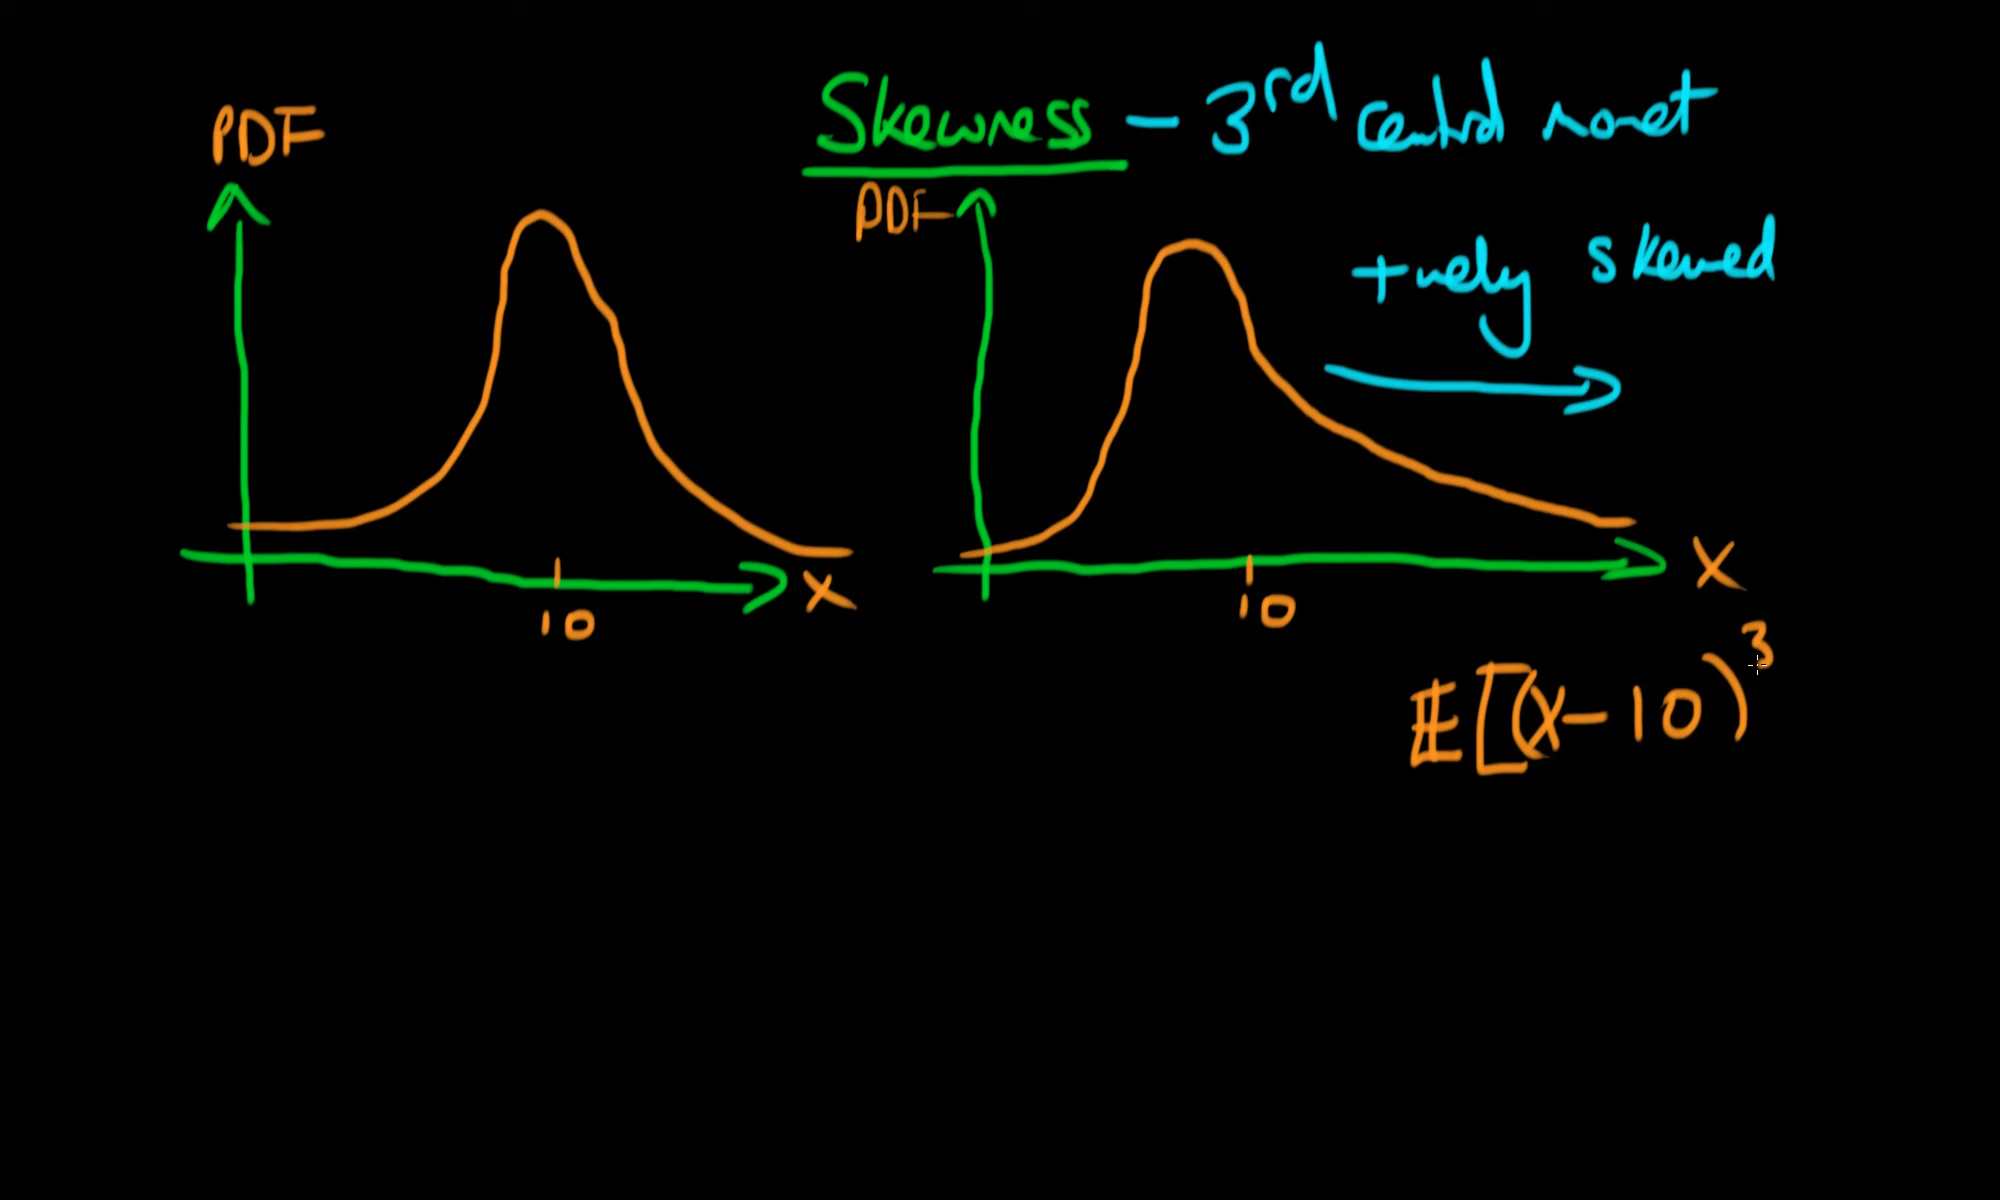 Skewness - 3rd central moment
PDF
PDF
+vely skewed
X
10
X
10
𝔼[(X-10)³